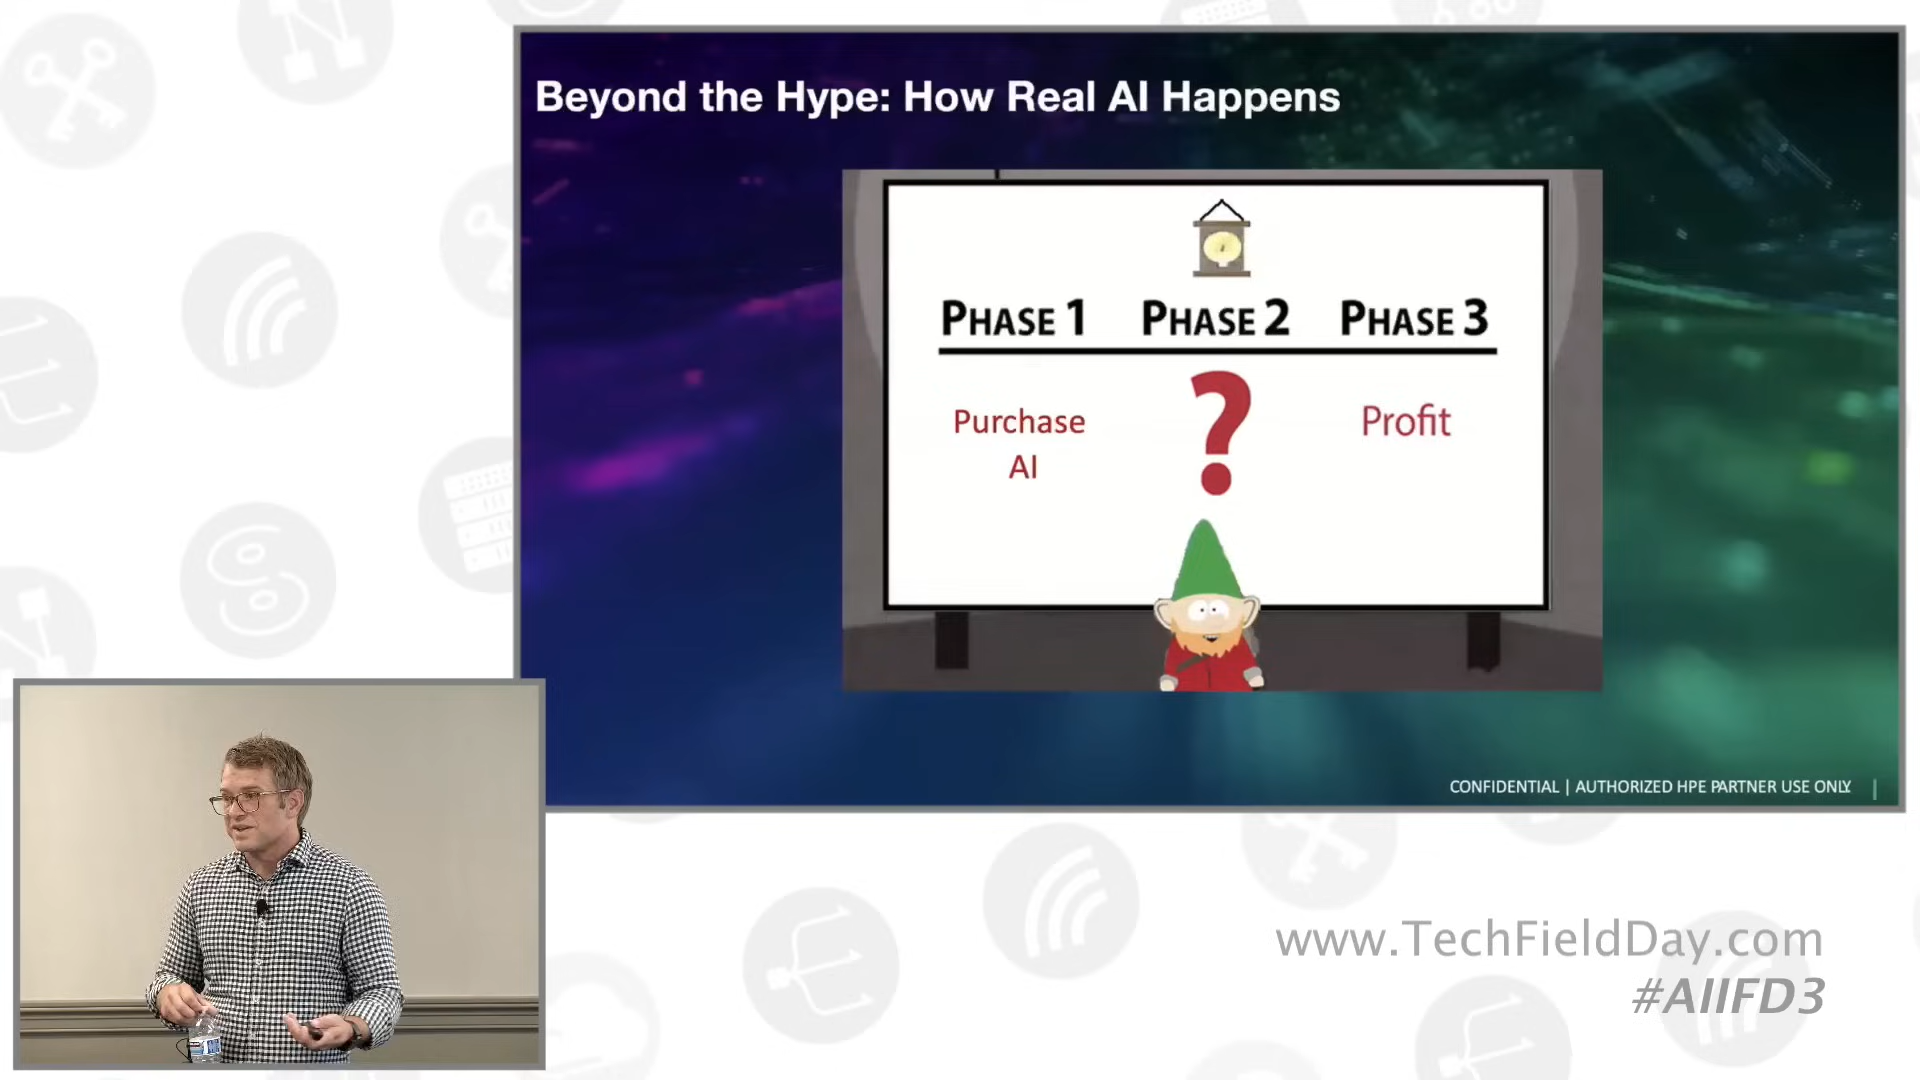 Beyond the Hype: How Real AI Happens
PHASE 1 PHASE 2 PHASE 3
Purchase
AI
?
Profit
CONFIDENTIAL | AUTHORIZED HPE PARTNER USE ONLY
www.TechFieldDay.com
#AIIFD3